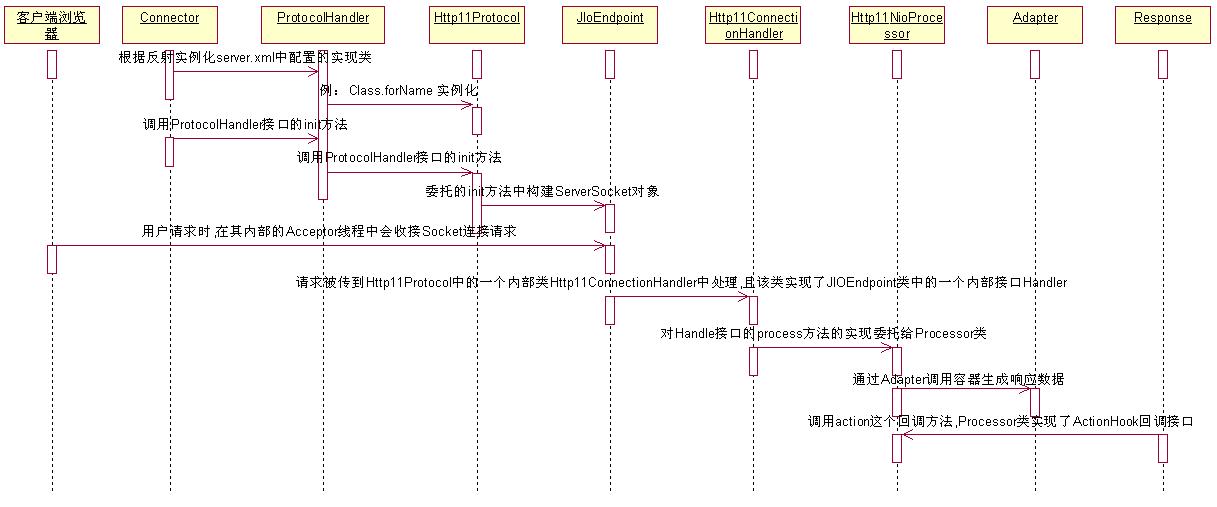 客户端浏览
器
Connector
ProtocolHandler
Http11Protocol
JIoEndpoint
Http11Connecti
onHandler
Http11NioProce
ssor
Adapter
Response
根据反射实例化server.xml中配置的实现类
例： Class.forName 实例化
调用ProtocolHandler接口的init方法
调用ProtocolHandler接口的init方法
委托的init方法中构建ServerSocket对象
用户请求时,在其内部的Acceptor线程中会收接Socket连接请求
请求被传到Http11Protocol中的一个内部类Http11ConnectionHandler中处理,且该类实现了JIOEndpoint类中的一个内部接口Handler
对Handle接口的process方法的实现委托给Processor类
通过Adapter调用容器生成响应数据
调用action这个回调方法,Processor类实现了ActionHook回调接口